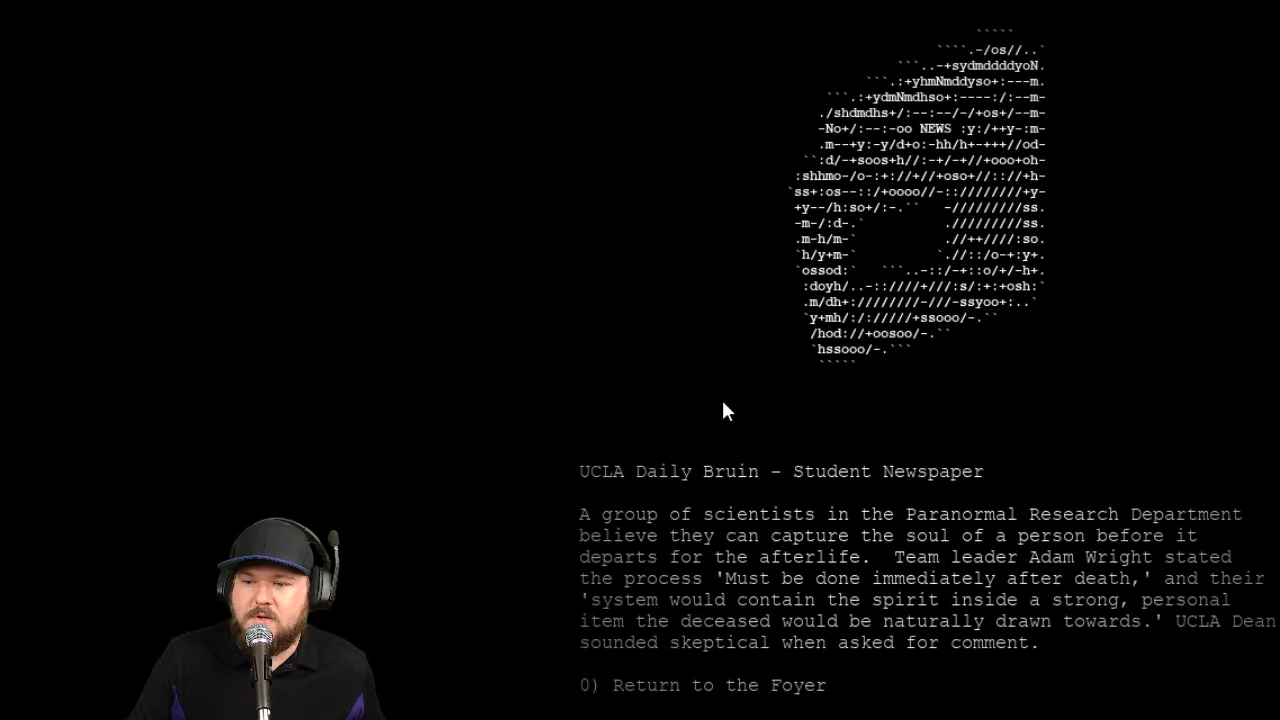 NEWS
UCLA Daily Bruin - Student Newspaper
A group of scientists in the Paranormal Research Department
believe they can capture the soul of a person before it
departs for the afterlife.  Team leader Adam Wright stated
the process 'Must be done immediately after death,' and their
'system would contain the spirit inside a strong, personal
item the deceased would be naturally drawn towards.' UCLA Dean
sounded skeptical when asked for comment.
0) Return to the Foyer